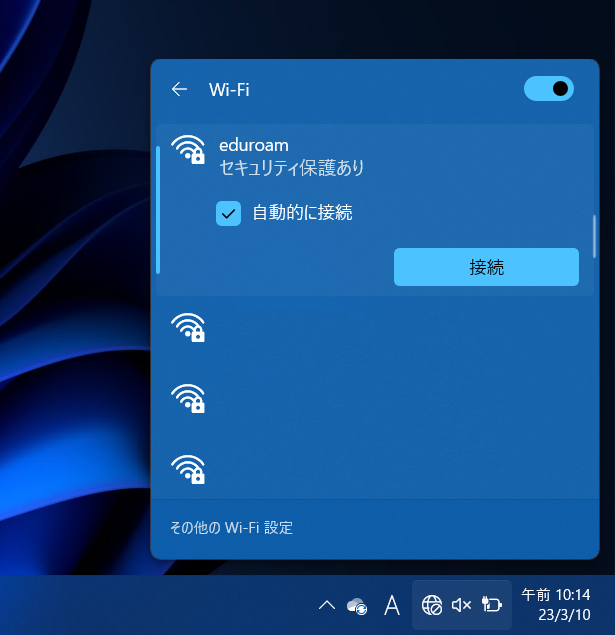 Wi-Fi
eduroam
セキュリティ保護あり
自動的に接続
接続
その他の Wi-Fi 設定
A
午前 10:14
23/3/10